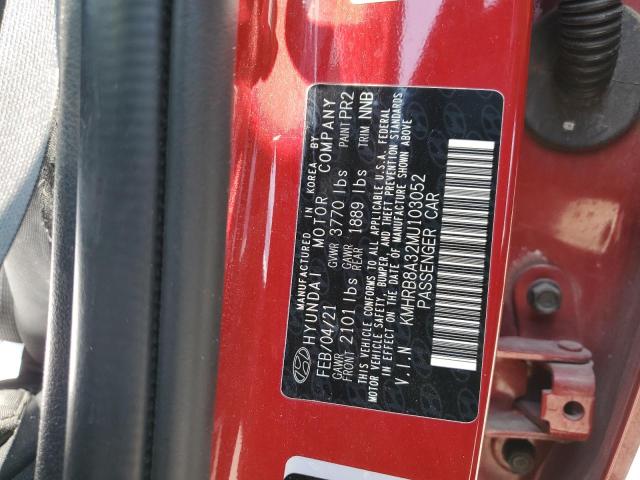 MANUFACTURED IN KOREA BY
HYUNDAI MOTOR COMPANY
FEB/04/21 GVWR 3770 lbs PAINT PR2
GAWR FRONT 2101 lbs GAWR REAR 1889 lbs TRIM NNB
THIS VEHICLE CONFORMS TO ALL APPLICABLE U.S.A. FEDERAL
MOTOR VEHICLE SAFETY, BUMPER, AND THEFT PREVENTION STANDARDS
IN EFFECT ON THE DATE OF MANUFACTURE SHOWN ABOVE
V.I.N KMHRB8A32MU103052
PASSENGER CAR